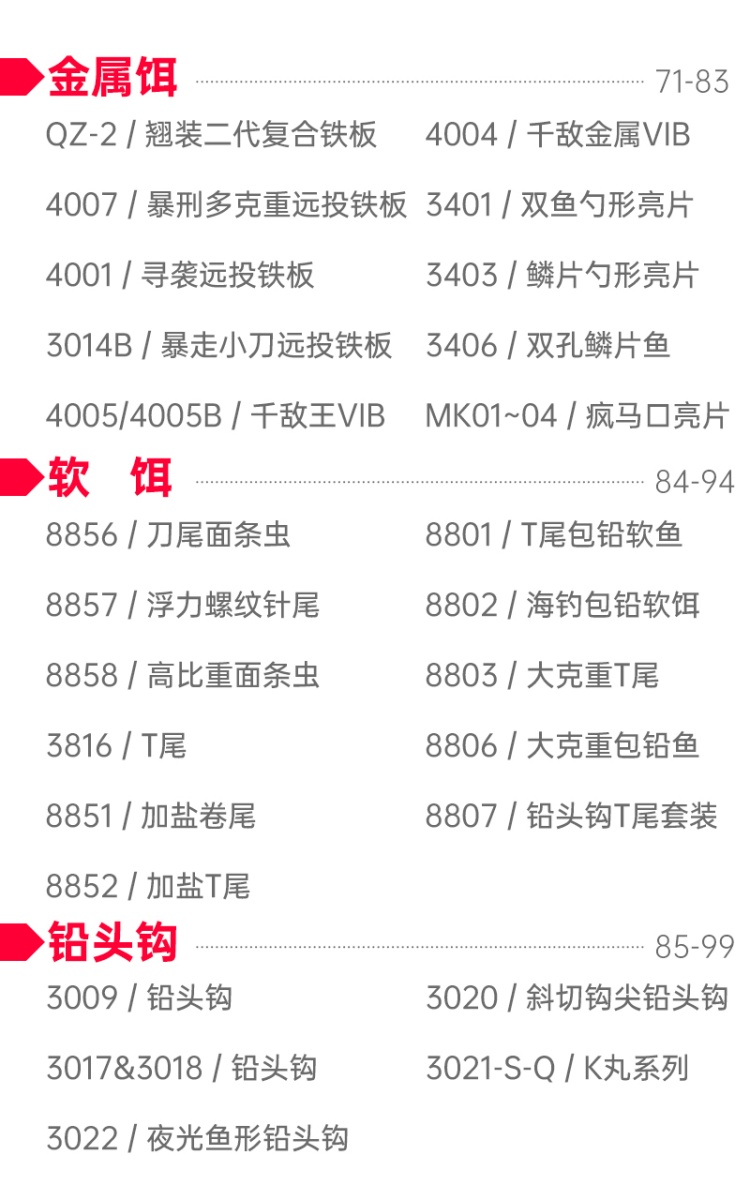 金属饵 71-83
QZ-2 / 翘装二代复合铁板 4004 / 千敌金属VIB
4007 / 暴刑多克重远投铁板 3401 / 双鱼勺形亮片
4001 / 寻袭远投铁板 3403 / 鳞片勺形亮片
3014B / 暴走小刀远投铁板 3406 / 双孔鳞片鱼
4005/4005B / 千敌王VIB MK01~04 / 疯马口亮片
软 饵 84-94
8856 / 刀尾面条虫 8801 / T尾包铅软鱼
8857 / 浮力螺纹针尾 8802 / 海钓包铅软饵
8858 / 高比重面条虫 8803 / 大克重T尾
3816 / T尾 8806 / 大克重包铅鱼
8851 / 加盐卷尾 8807 / 铅头钩T尾套装
8852 / 加盐T尾
铅头钩 85-99
3009 / 铅头钩 3020 / 斜切钩尖铅头钩
3017&3018 / 铅头钩 3021-S-Q / K丸系列
3022 / 夜光鱼形铅头钩